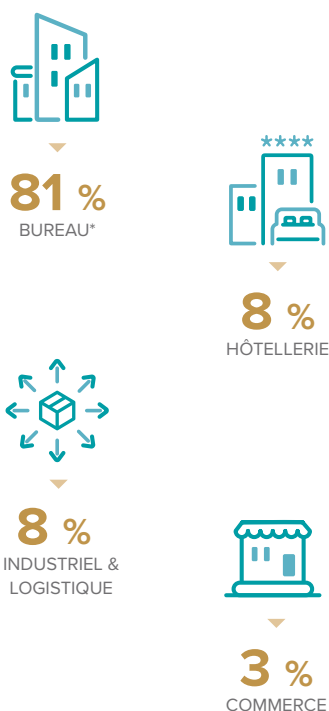 81 %
BUREAU*
8 %
HÔTELLERIE
8 %
INDUSTRIEL &
LOGISTIQUE
3 %
COMMERCE